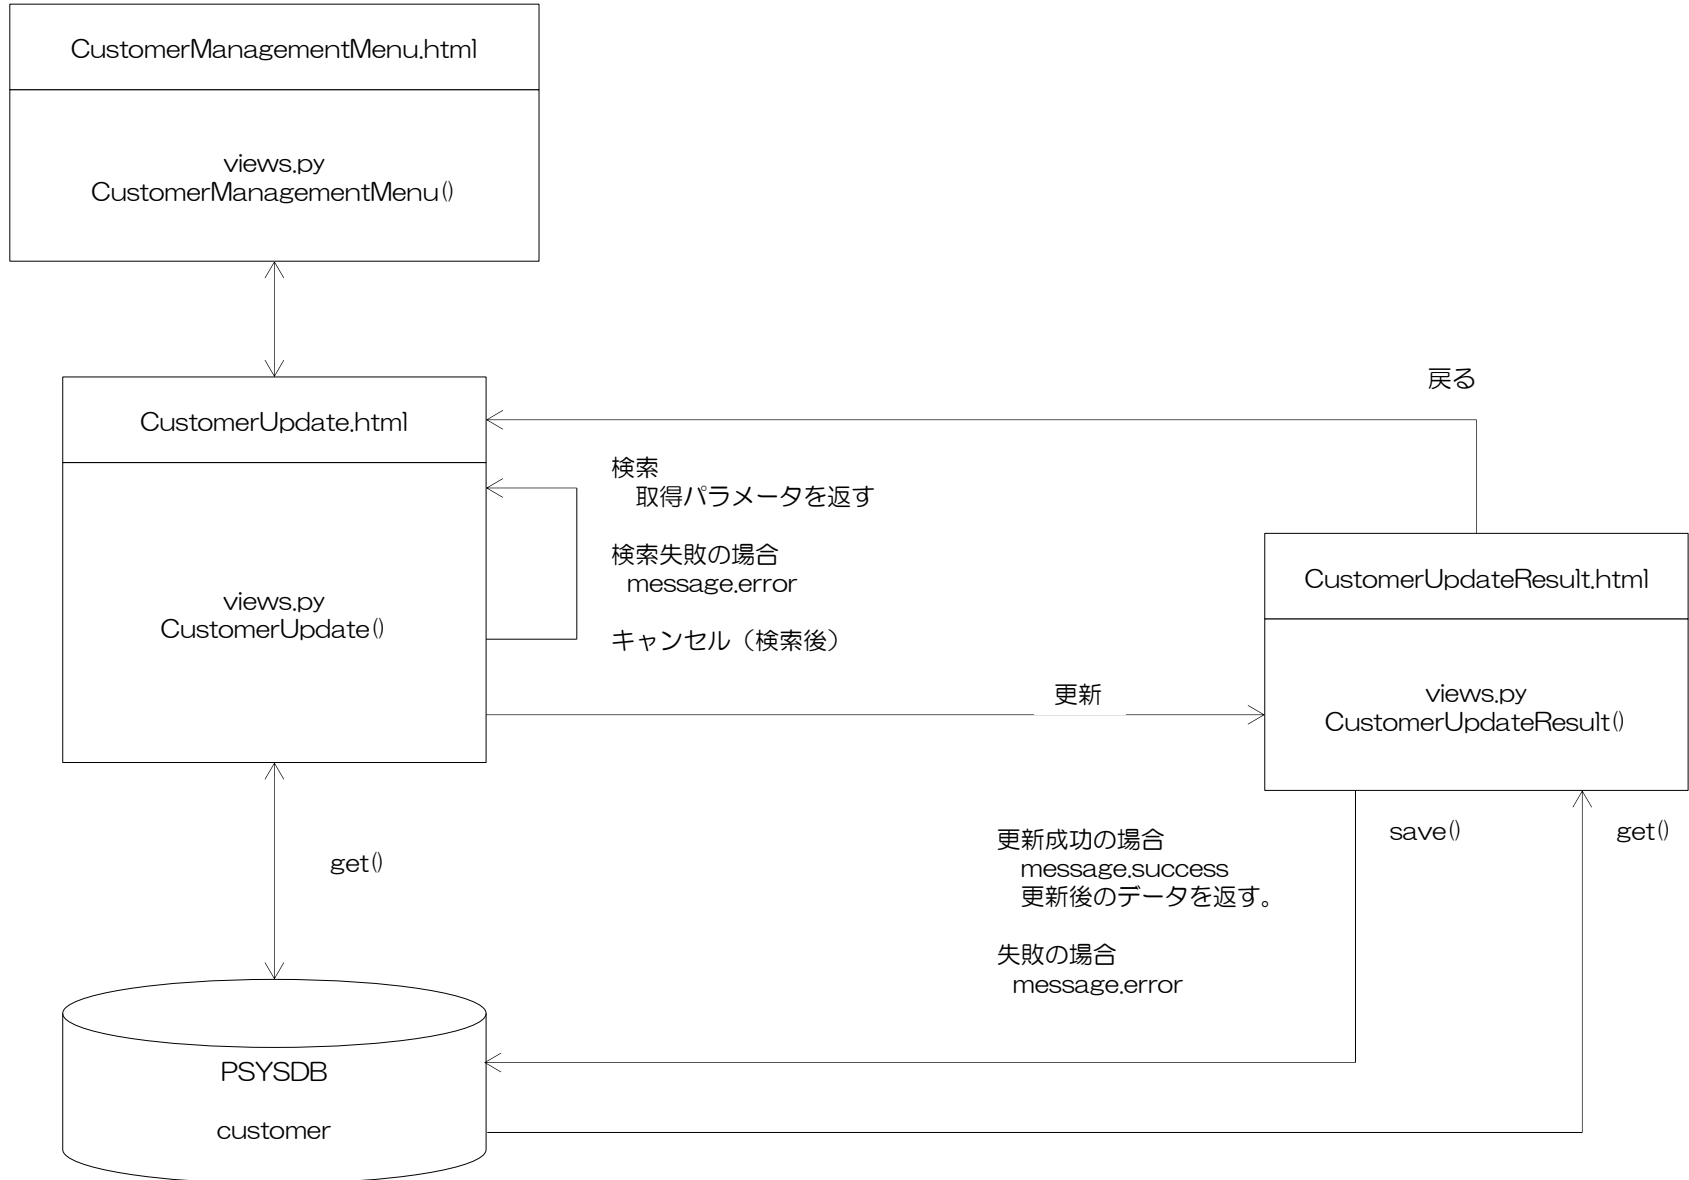 CustomerManagementMenu.html
views.py
CustomerManagementMenu()
戻る
CustomerUpdate.html
検索
取得パラメータを返す
検索失敗の場合
message.error
キャンセル（検索後）
views.py
CustomerUpdate()
CustomerUpdateResult.html
更新
views.py
CustomerUpdateResult()
get()
更新成功の場合
message.success
更新後のデータを返す。
失敗の場合
message.error
save()
get()
PSYSDB
customer